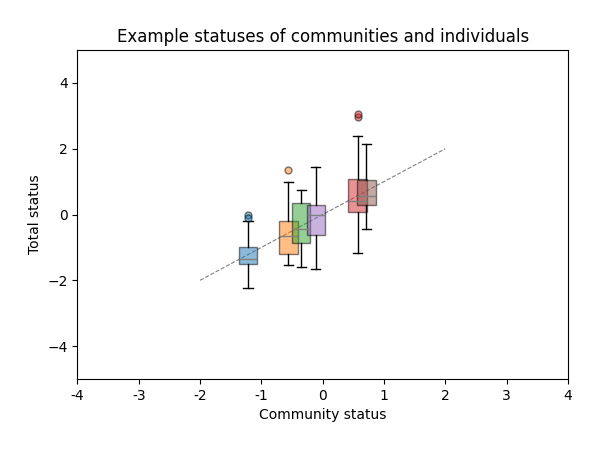 Example statuses of communities and individuals
Total status
4
2
0
−2
−4
-4 -3 -2 -1 0 1 2 3 4
Community status